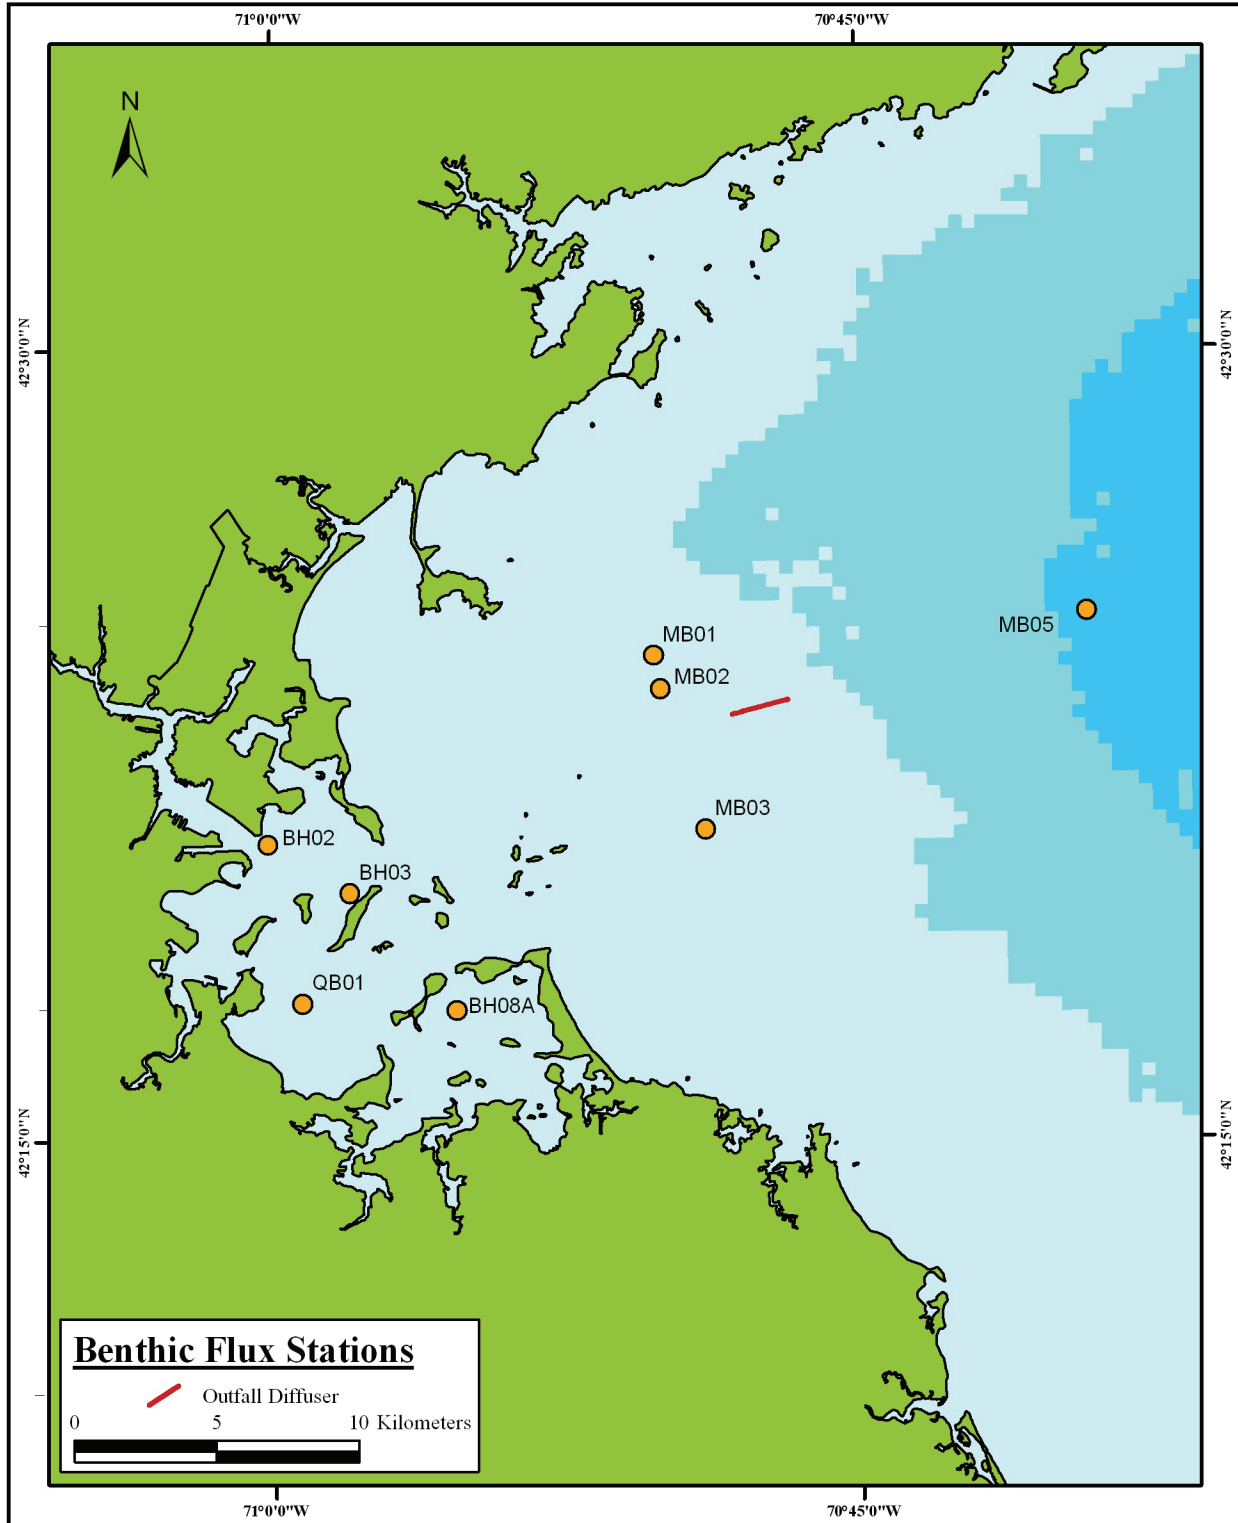 71°0'0"W
70°45'0"W
N
42°30'0"N
42°30'0"N
MB05
MB01
MB02
MB03
BH02
BH03
QB01
BH08A
42°15'0"N
42°15'0"N
Benthic Flux Stations
Outfall Diffuser
0 5 10 Kilometers
71°0'0"W
70°45'0"W